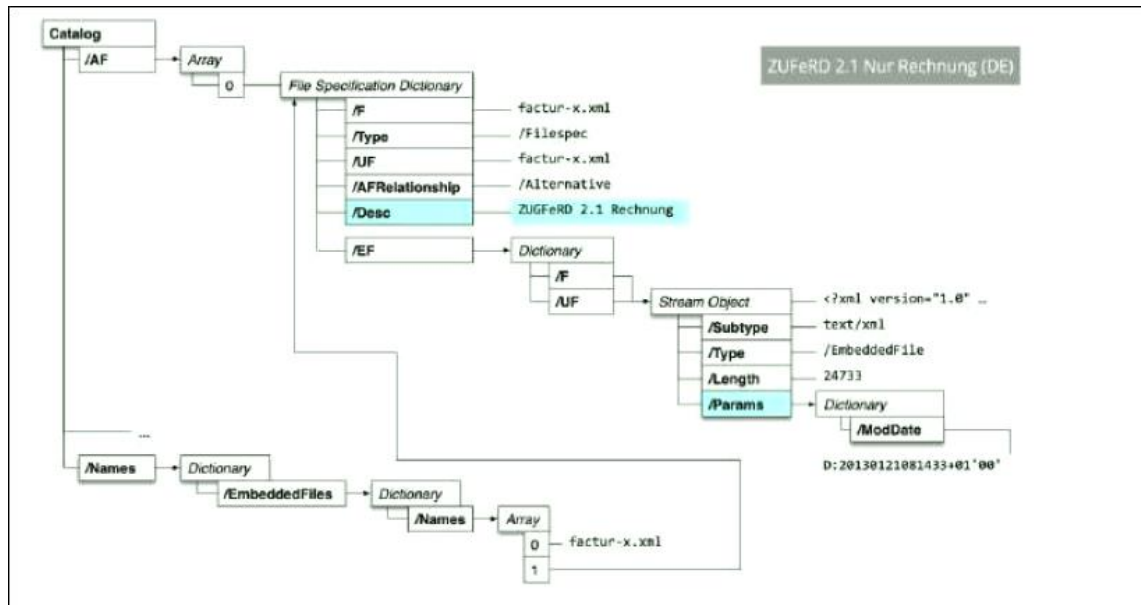 Catalog
ZUFeRD 2.1 Nur Rechnung (DE)
/AF
Array
0
File Specification Dictionary
/F factur-x.xml
/Type /Filespec
/UF factur-x.xml
/AFRelationship /Alternative
/Desc ZUGFeRD 2.1 Rechnung
/EF
Dictionary
/F
/UF
Stream Object <?xml version="1.0" …
/Subtype text/xml
/Type /EmbeddedFile
/Length 24733
/Params
Dictionary
/ModDate
D:20130121081433+01'00'
...
/Names
Dictionary
/EmbeddedFiles
Dictionary
/Names
Array
0 factur-x.xml
1